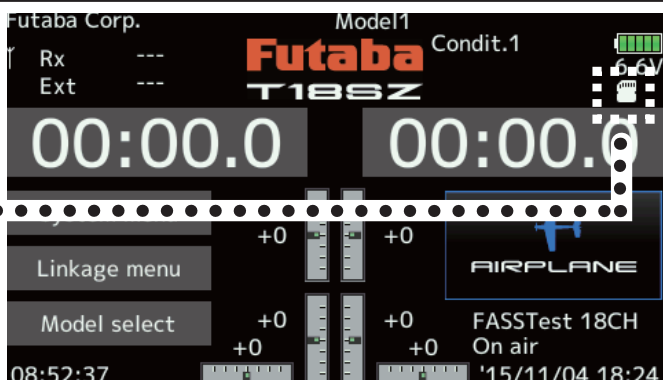 Futaba Corp.
Model1
Condit.1
Rx ---
Ext ---
Futaba
T18SZ
6.6V
00:00.0
00:00.0
+0
+0
AIRPLANE
Linkage menu
Model select
+0
+0
+0
+0
FASSTest 18CH
On air
08:52:37
'15/11/04 18:24